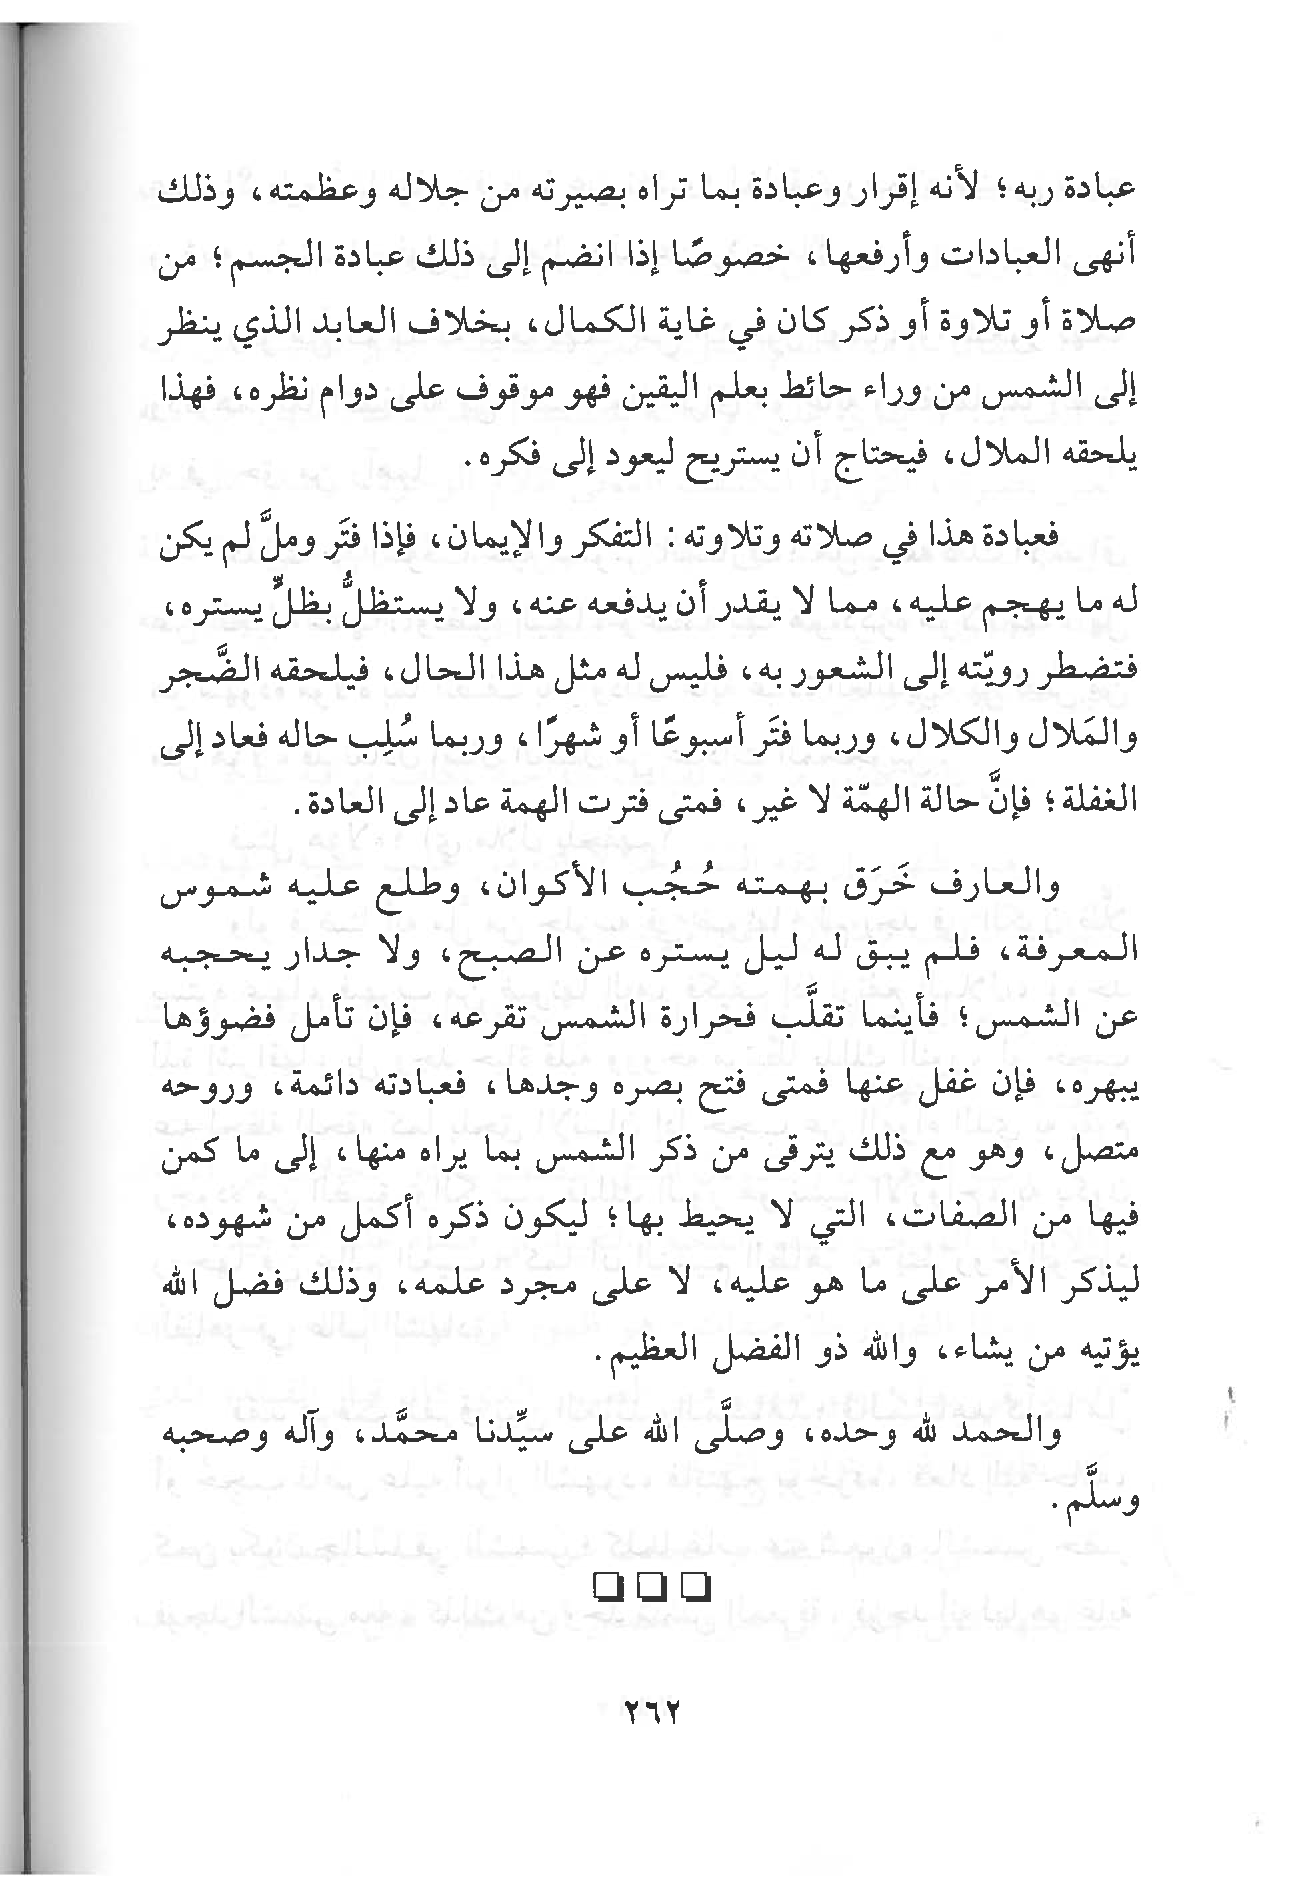 عبادة ربه؛ لأنه إقرار وعبادة بما تراه بصيرته من جلاله وعظمته، وذلك
أنهى العبادات وأرفعها، خصوصًا إذا انضم إلى ذلك عبادة الجسم؛ من
صلاة أو تلاوة أو ذكر كان في غاية الكمال، بخلاف العابد الذي ينظر
إلى الشمس من وراء حائط بعلم اليقين فهو موقوف على دوام نظره، فهذا
يلحقه الملال، فيحتاج أن يستريح ليعود إلى فكره.
فعبادة هذا في صلاته وتلاوته: التفكر والإيمان، فإذا فتَر وملَّ لم يكن
له ما يهجم عليه، مما لا يقدر أن يدفعه عنه، ولا يستظلُّ بظلٍّ يستره،
فتضطر رويّته إلى الشعور به، فليس له مثل هذا الحال، فيلحقه الضَّجر
والمَلال والكلال، وربما فتَر أسبوعًا أو شهرًا، وربما سُلِب حاله فعاد إلى
الغفلة؛ فإنَّ حالة الهمّة لا غير، فمتى فترت الهمة عاد إلى العادة.
والعارف خَرَق بهمته حُجُب الأكوان، وطلع عليه شموس
المعرفة، فلم يبق له ليل يستره عن الصبح، ولا جدار يحجبه
عن الشمس؛ فأينما تقلَّب فحرارة الشمس تقرعه، فإن تأمل فضوؤها
يبهره، فإن غفل عنها فمتى فتح بصره وجدها، فعبادته دائمة، وروحه
متصل، وهو مع ذلك يترقى من ذكر الشمس بما يراه منها، إلى ما كمن
فيها من الصفات، التي لا يحيط بها؛ ليكون ذكره أكمل من شهوده،
ليذكر الأمر على ما هو عليه، لا على مجرد علمه، وذلك فضل الله
يؤتيه من يشاء، والله ذو الفضل العظيم.
والحمد لله وحده، وصلَّى الله على سيِّدنا محمَّد، وآله وصحبه
وسلَّم.
٢٦٢